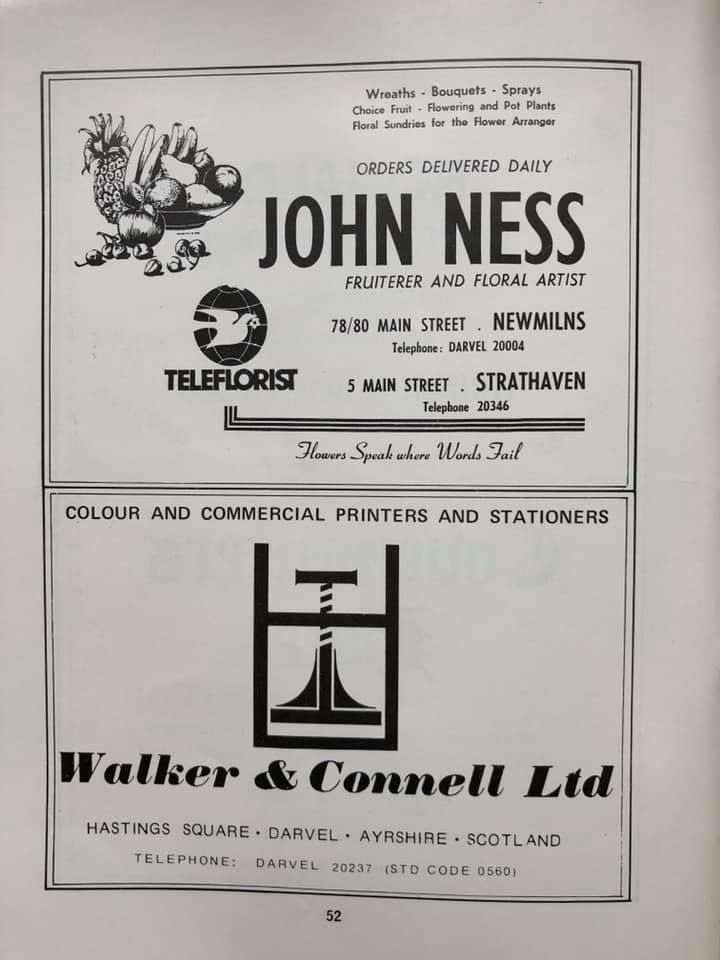 Wreaths - Bouquets - Sprays
Choice Fruit - Flowering and Pot Plants
Floral Sundries for the Flower Arranger
ORDERS DELIVERED DAILY
JOHN NESS
FRUITERER AND FLORAL ARTIST
78/80 MAIN STREET . NEWMILNS
Telephone: DARVEL 20004
TELEFLORIST
5 MAIN STREET . STRATHAVEN
Telephone 20346
Flowers Speak where Words Fail
COLOUR AND COMMERCIAL PRINTERS AND STATIONERS
Walker & Connell Ltd
HASTINGS SQUARE · DARVEL · AYRSHIRE · SCOTLAND
TELEPHONE: DARVEL 20237 (STD CODE 0560)
52